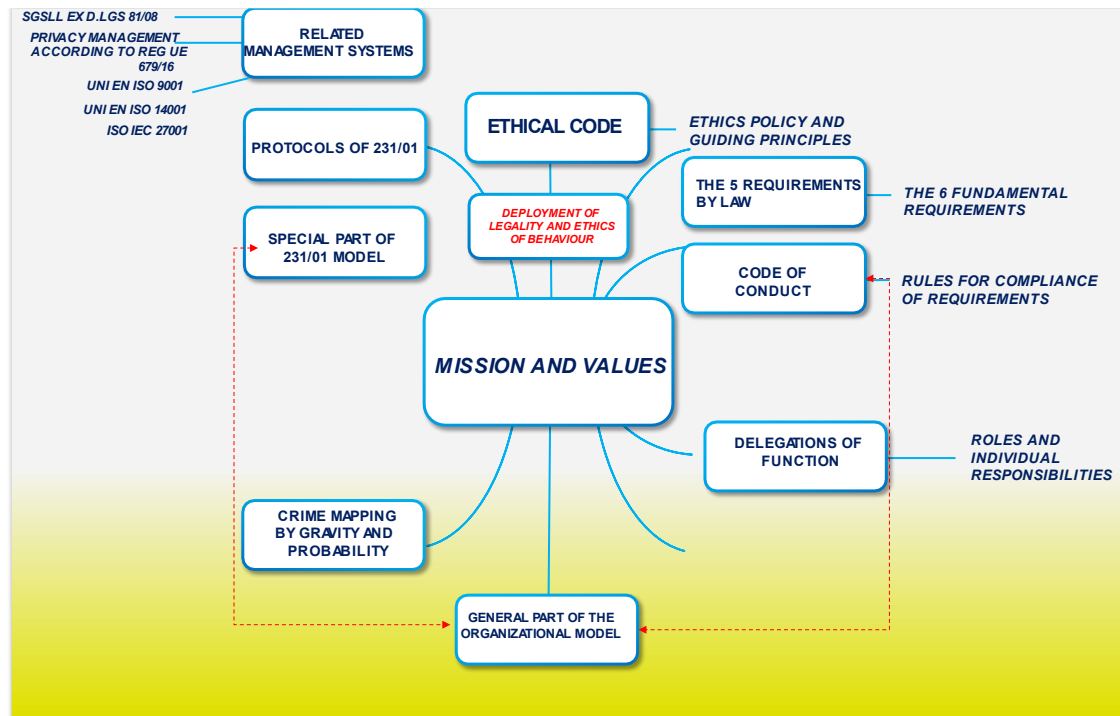 SGSLL EX D.LGS 81/08
PRIVACY MANAGEMENT
ACCORDING TO REG UE
679/16
UNI EN ISO 9001
UNI EN ISO 14001
ISO IEC 27001
RELATED
MANAGEMENT SYSTEMS
PROTOCOLS OF 231/01
ETHICAL CODE
ETHICS POLICY AND
GUIDING PRINCIPLES
THE 5 REQUIREMENTS
BY LAW
THE 6 FUNDAMENTAL
REQUIREMENTS
DEPLOYMENT OF
LEGALITY AND ETHICS
OF BEHAVIOUR
SPECIAL PART OF
231/01 MODEL
CODE OF
CONDUCT
RULES FOR COMPLIANCE
OF REQUIREMENTS
MISSION AND VALUES
DELEGATIONS OF
FUNCTION
ROLES AND
INDIVIDUAL
RESPONSIBILITIES
CRIME MAPPING
BY GRAVITY AND
PROBABILITY
GENERAL PART OF THE
ORGANIZATIONAL MODEL